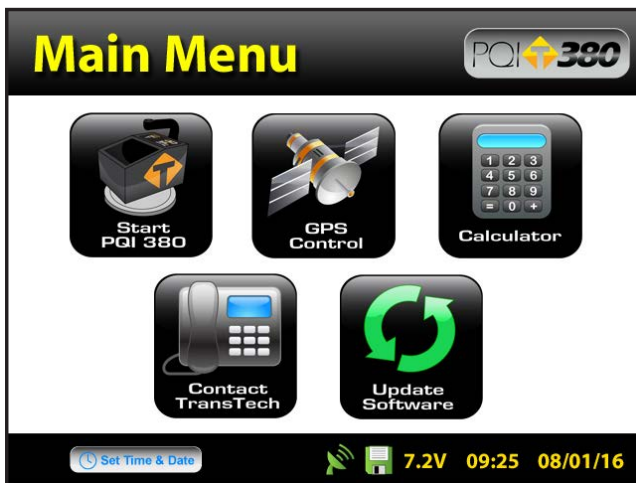 Main Menu
PQI T 380
Start
PQI 380
GPS
Control
1 2 3
4 5 6
7 8 9
= 0 +
Calculator
Contact
TransTech
Update
Software
Set Time & Date
7.2V 09:25 08/01/16